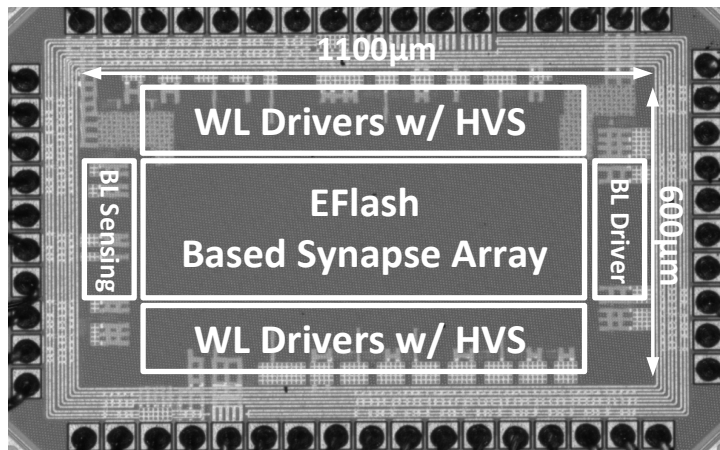 1100μm
WL Drivers w/ HVS
BL Sensing
EFlash
Based Synapse Array
BL Driver
600μm
WL Drivers w/ HVS